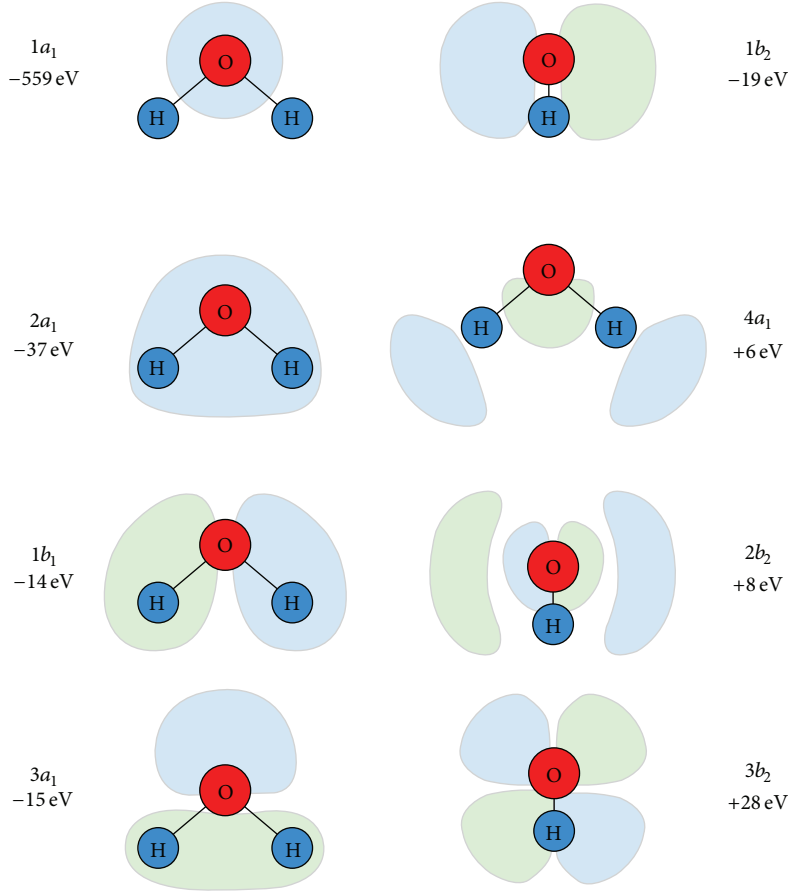 1a₁
−559 eV
O
H
H
1b₂
−19 eV
O
H
2a₁
−37 eV
O
H
H
4a₁
+6 eV
O
H
H
1b₁
−14 eV
O
H
H
2b₂
+8 eV
O
H
3a₁
−15 eV
O
H
H
3b₂
+28 eV
O
H